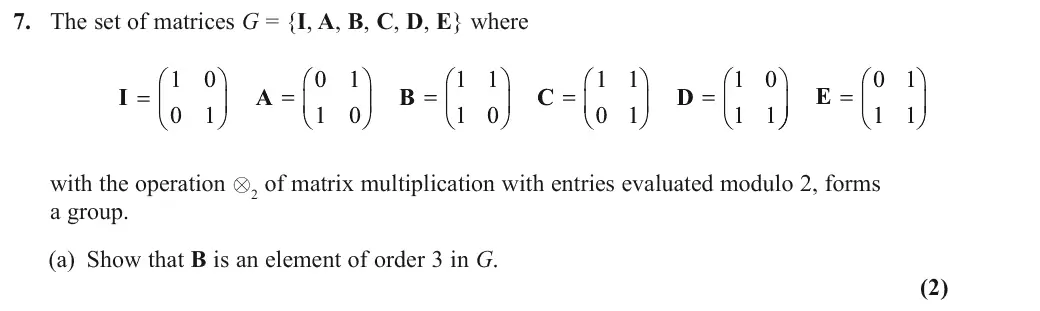 7. The set of matrices G = {I, A, B, C, D, E} where
I = (1 0 0 1) A = (0 1 1 0) B = (1 1 1 0) C = (1 1 0 1) D = (1 0 1 1) E = (0 1 1 1)
with the operation ⊗₂ of matrix multiplication with entries evaluated modulo 2, forms
a group.
(a) Show that B is an element of order 3 in G.
(2)